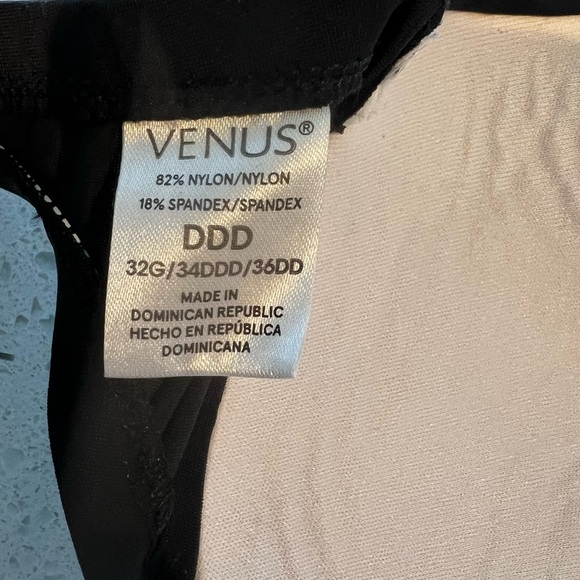 VENUS®
82% NYLON/NYLON
18% SPANDEX/SPANDEX
DDD
32G/34DDD/36DD
MADE IN
DOMINICAN REPUBLIC
HECHO EN REPÚBLICA
DOMINICANA